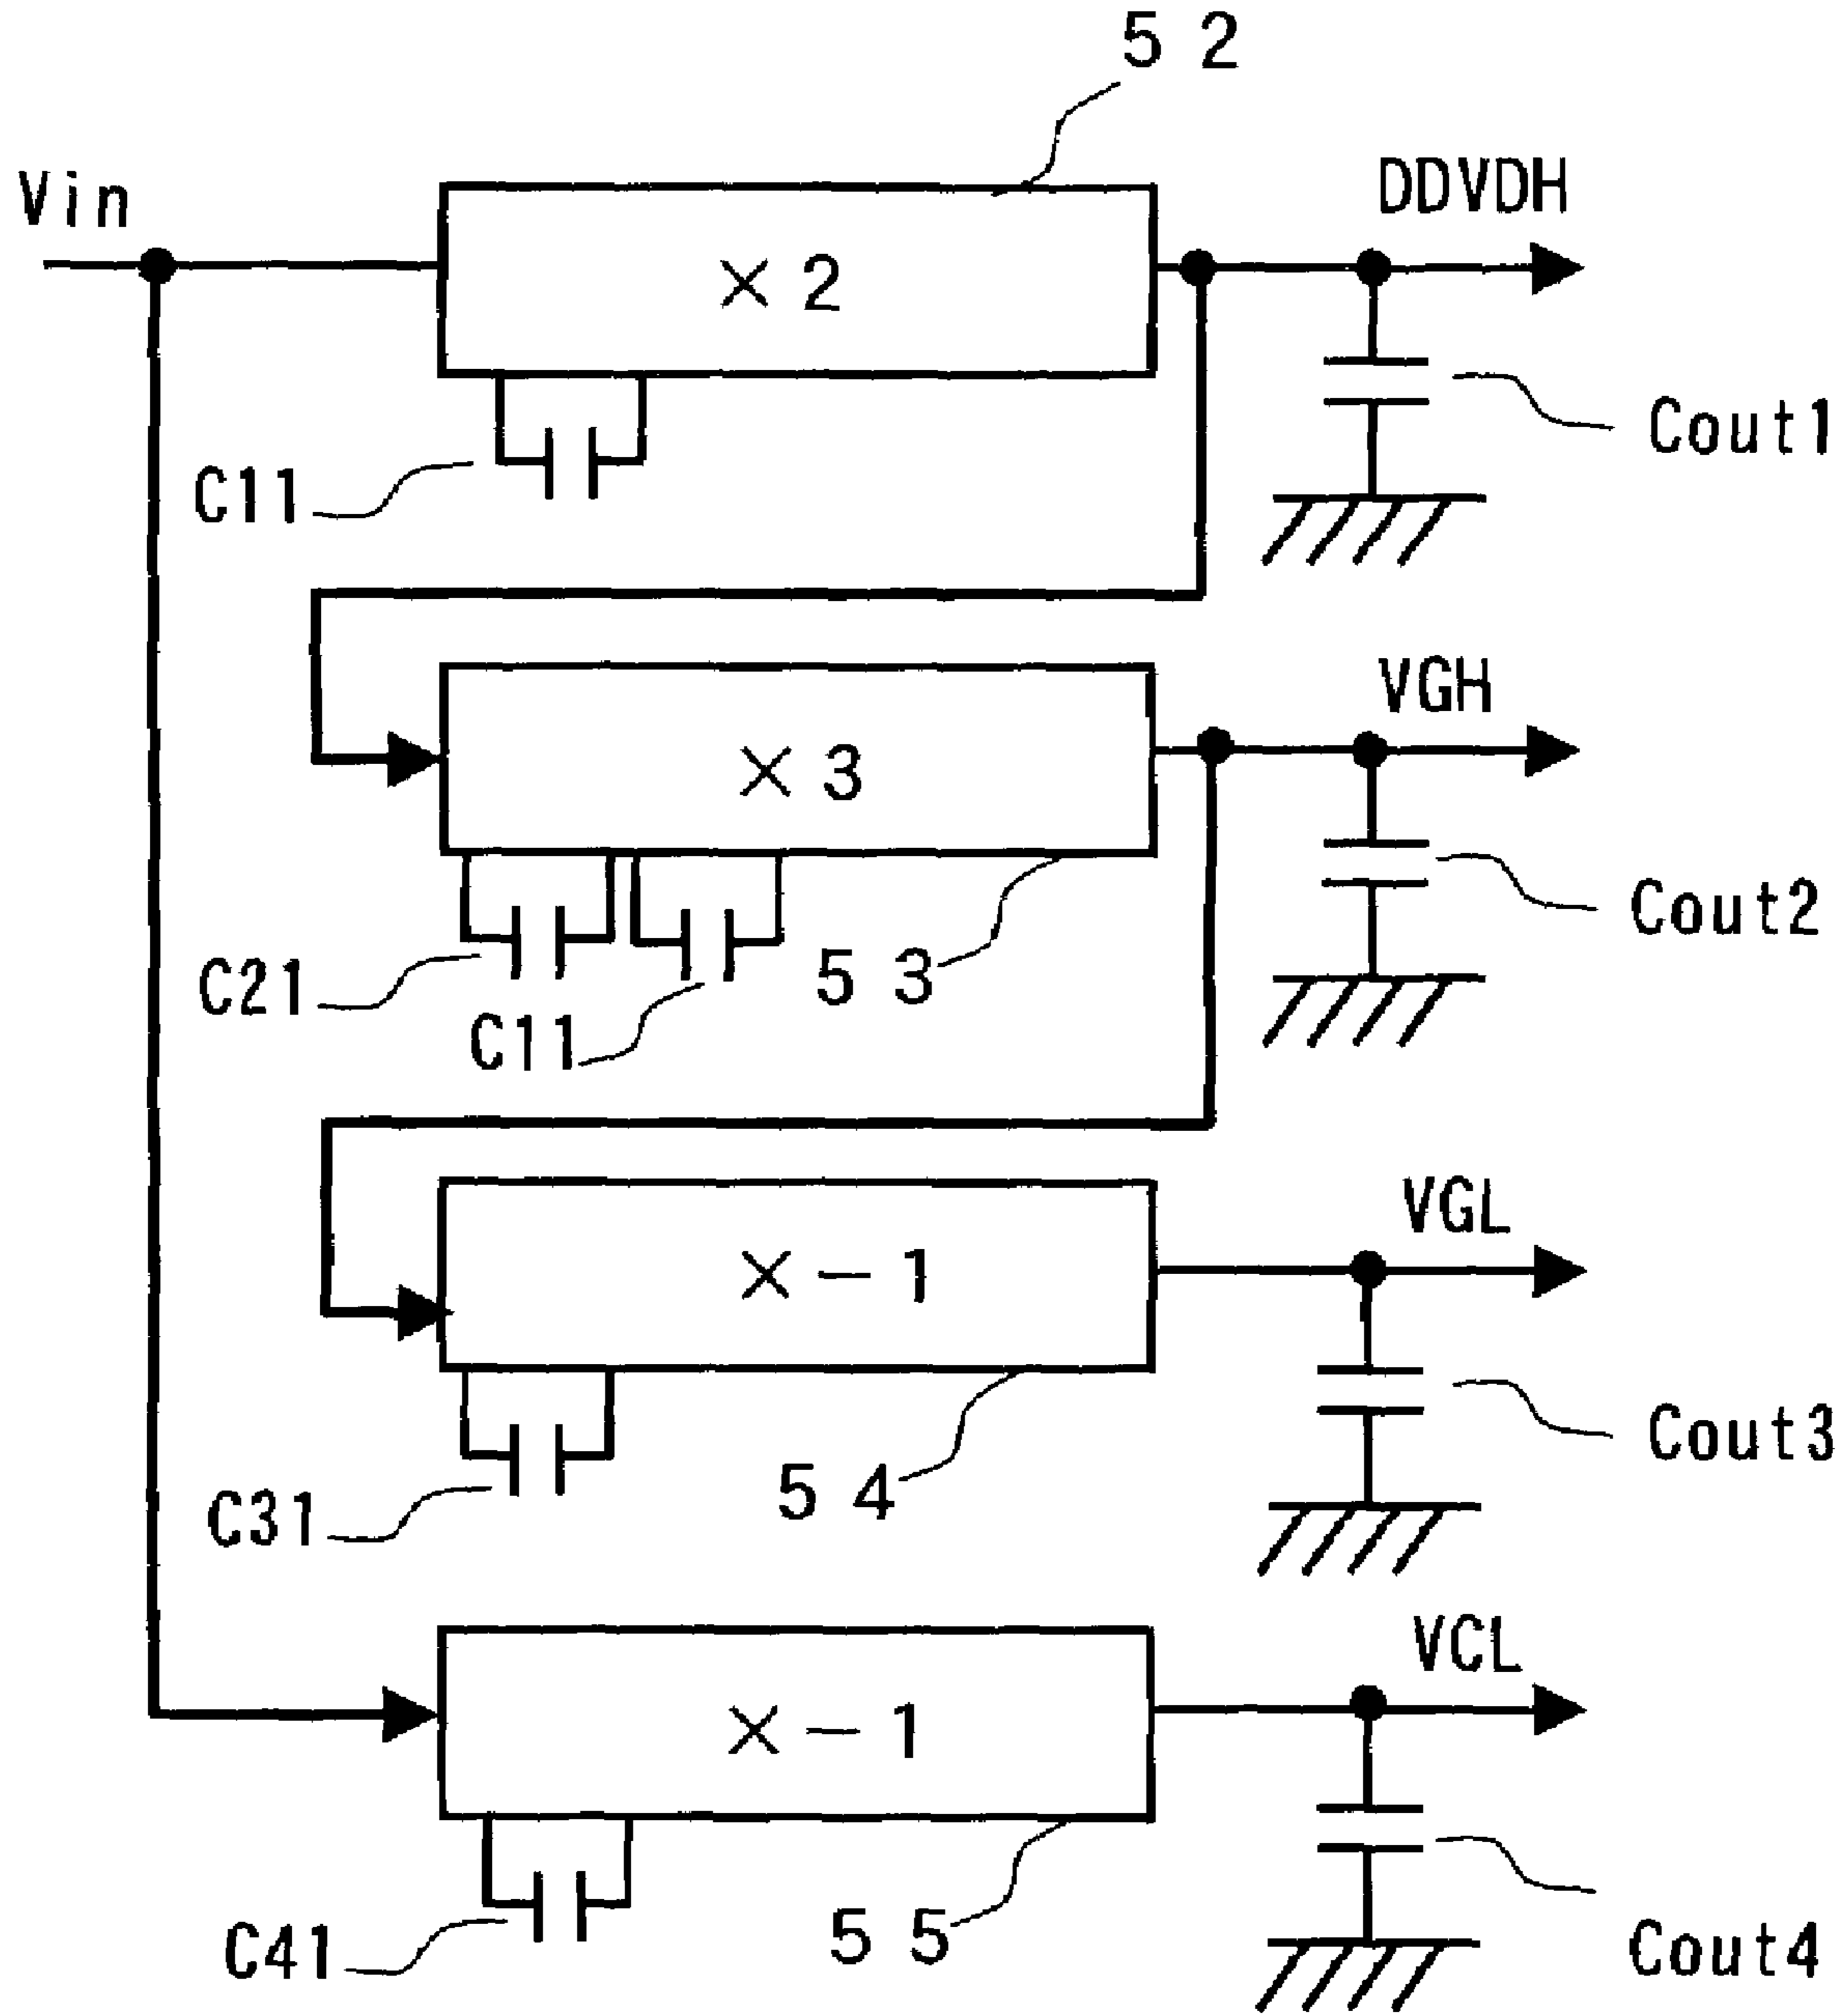 52
Vin
DDVDH
×2
Cout1
C11
VGH
×3
Cout2
C21
53
C11
VGL
×-1
Cout3
54
C31
VCL
×-1
55
C41
Cout4